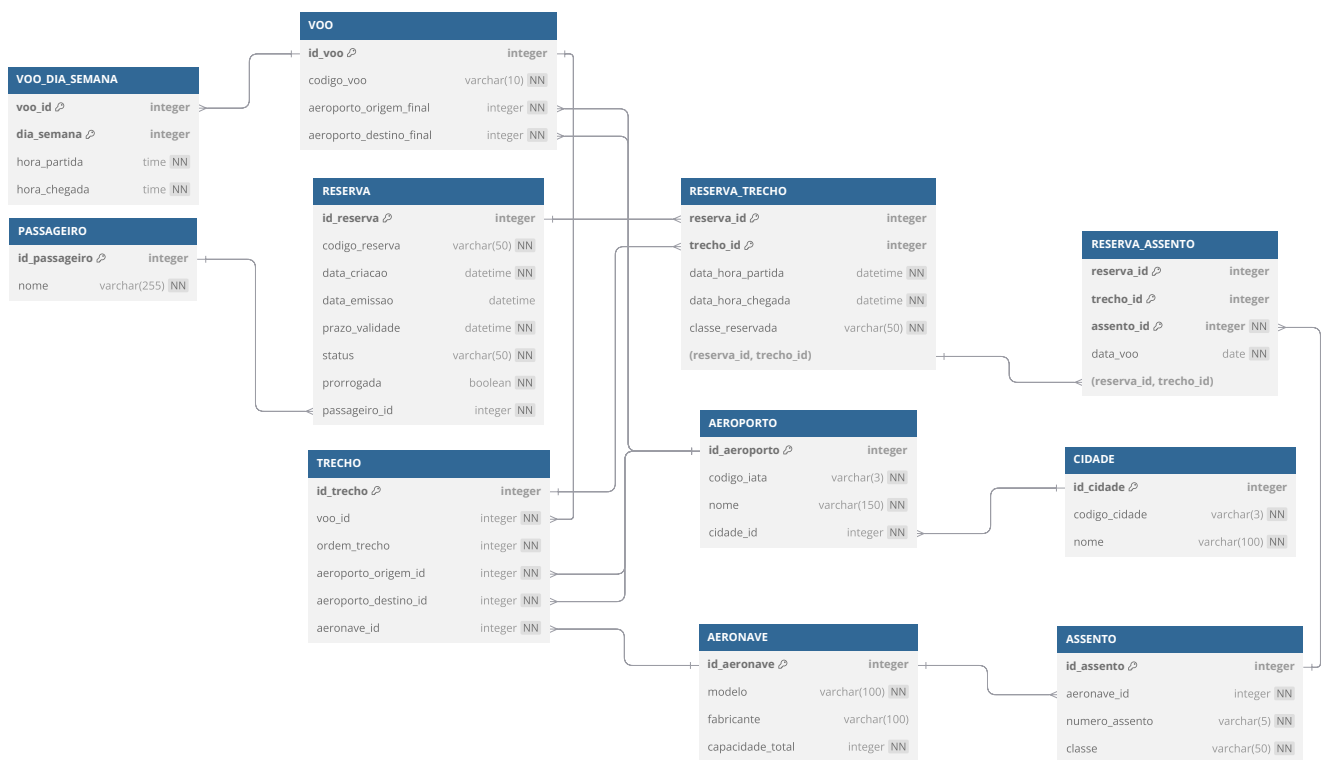 VOO
id_voo integer
codigo_voo varchar(10) NN
aeroporto_origem_final integer NN
aeroporto_destino_final integer NN
VOO_DIA_SEMANA
voo_id integer
dia_semana integer
hora_partida time NN
hora_chegada time NN
PASSAGEIRO
id_passageiro integer
nome varchar(255) NN
RESERVA
id_reserva integer
codigo_reserva varchar(50) NN
data_criacao datetime NN
data_emissao datetime
prazo_validade datetime NN
status varchar(50) NN
prorrogada boolean NN
passageiro_id integer NN
RESERVA_TRECHO
reserva_id integer
trecho_id integer
data_hora_partida datetime NN
data_hora_chegada datetime NN
classe_reservada varchar(50) NN
(reserva_id, trecho_id)
RESERVA_ASSENTO
reserva_id integer
trecho_id integer
assento_id integer NN
data_voo date NN
(reserva_id, trecho_id)
TRECHO
id_trecho integer
voo_id integer NN
ordem_trecho integer NN
aeroporto_origem_id integer NN
aeroporto_destino_id integer NN
aeronave_id integer NN
AEROPORTO
id_aeroporto integer
codigo_iata varchar(3) NN
nome varchar(150) NN
cidade_id integer NN
CIDADE
id_cidade integer
codigo_cidade varchar(3) NN
nome varchar(100) NN
AERONAVE
id_aeronave integer
modelo varchar(100) NN
fabricante varchar(100)
capacidade_total integer NN
ASSENTO
id_assento integer
aeronave_id integer NN
numero_assento varchar(5) NN
classe varchar(50) NN